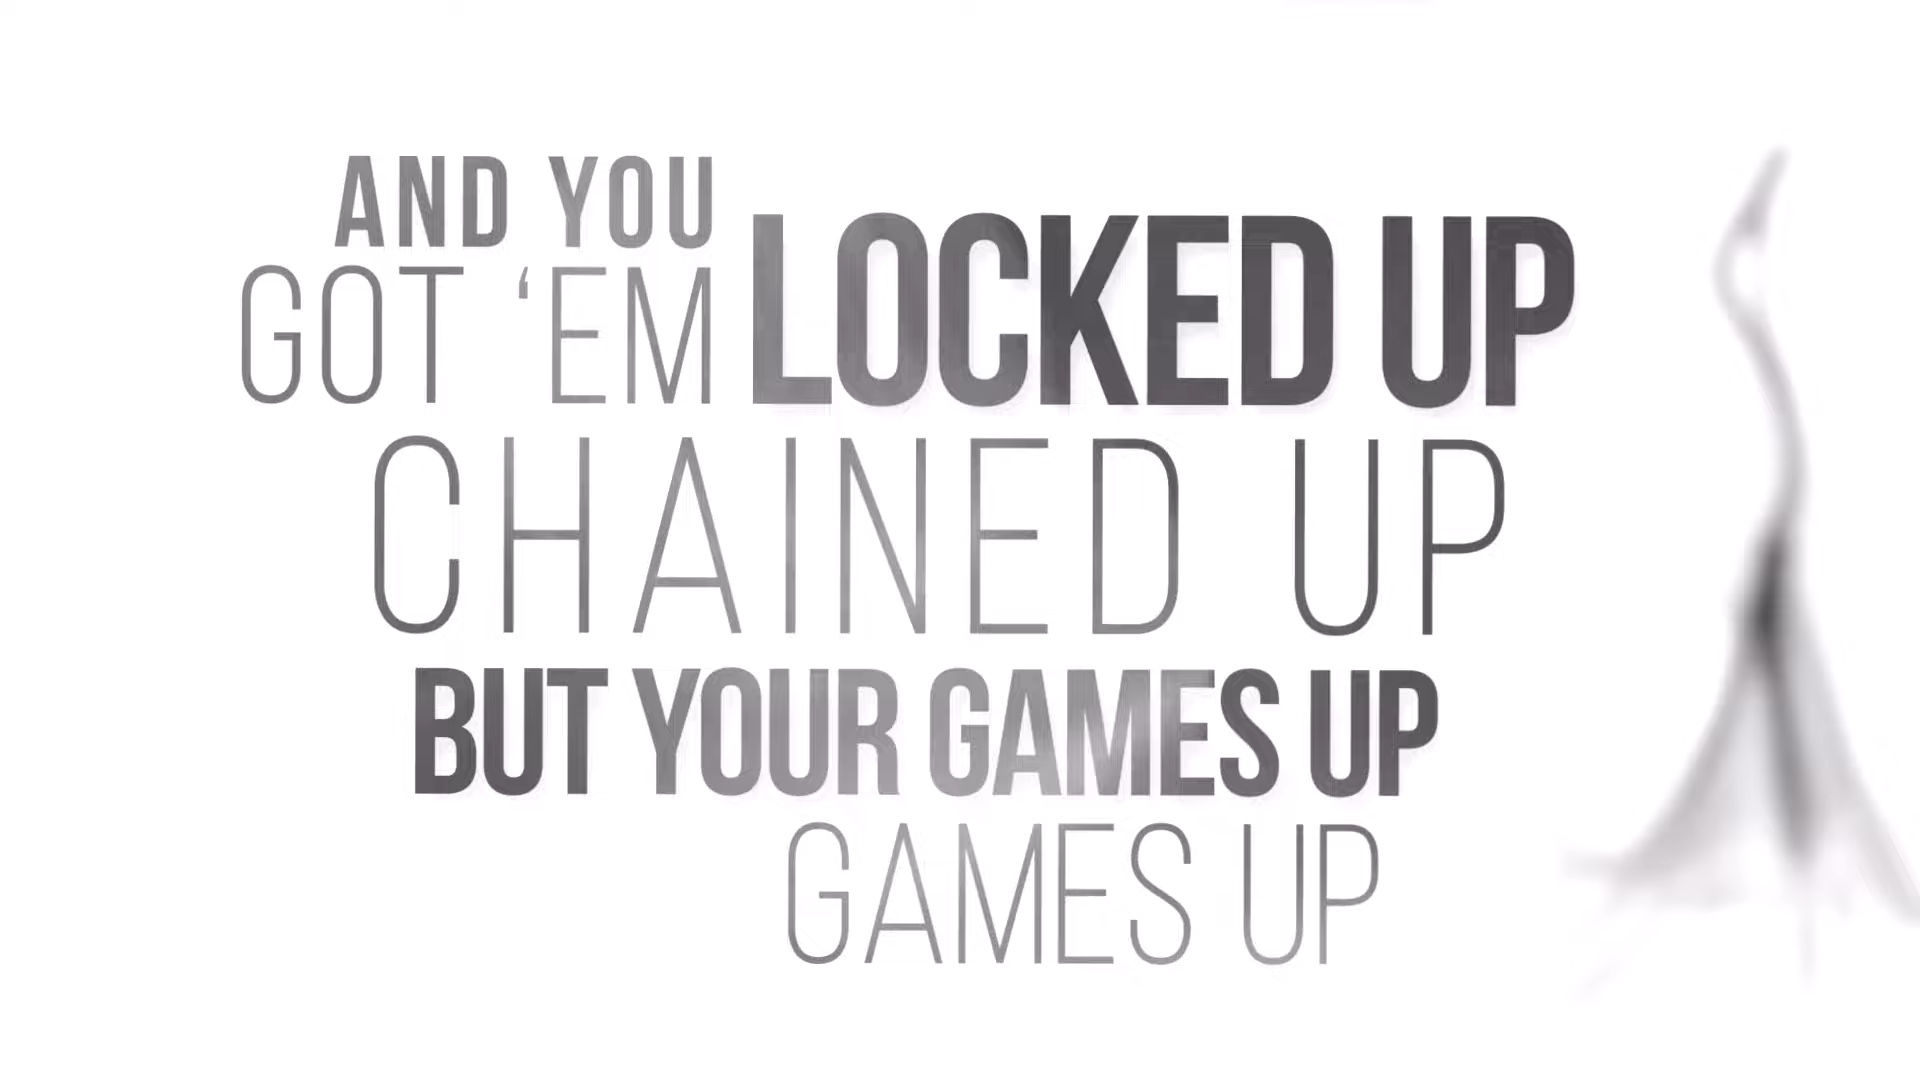 AND YOU
GOT ‘EM LOCKED UP
CHAINED UP
BUT YOUR GAMES UP
GAMES UP